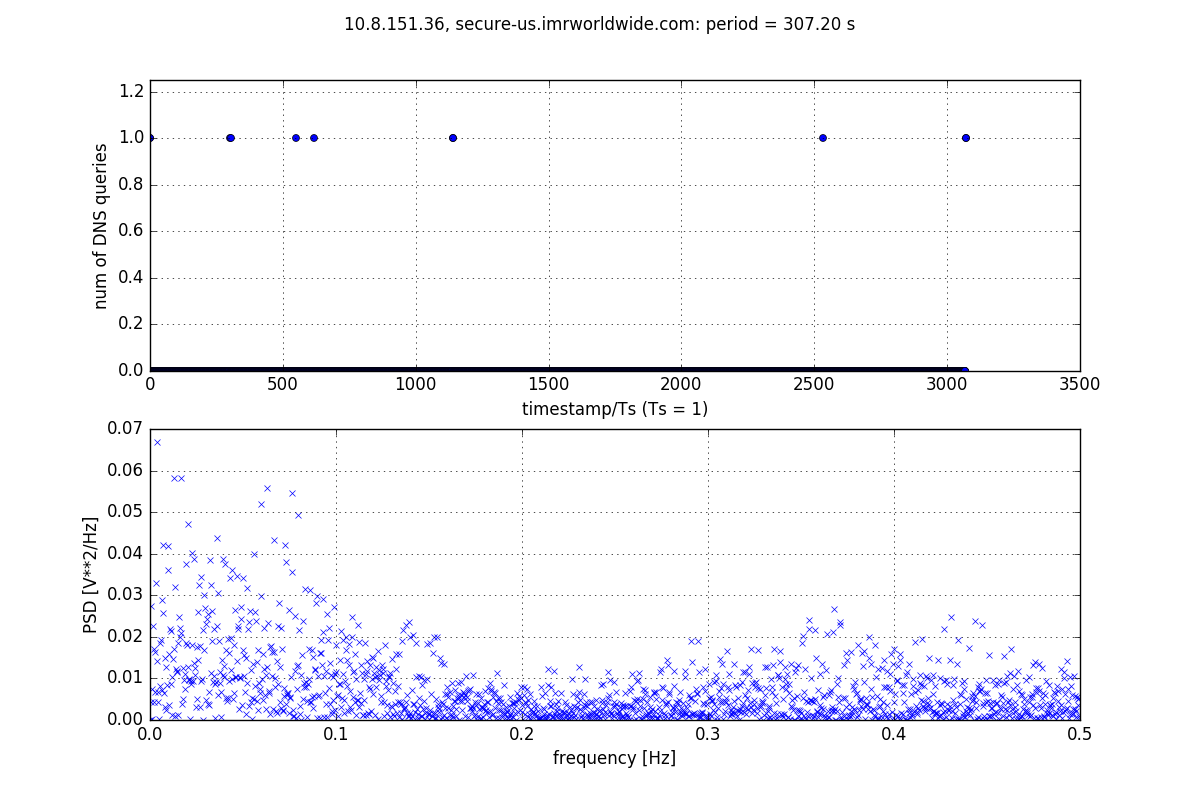 10.8.151.36, secure-us.imrworldwide.com: period = 307.20 s
1.2
1.0
0.8
0.6
0.4
0.2
0.0
num of DNS queries
0 500 1000 1500 2000 2500 3000 3500
timestamp/Ts (Ts = 1)
0.07
0.06
0.05
0.04
0.03
0.02
0.01
0.00
PSD [V**2/Hz]
0.0 0.1 0.2 0.3 0.4 0.5
frequency [Hz]